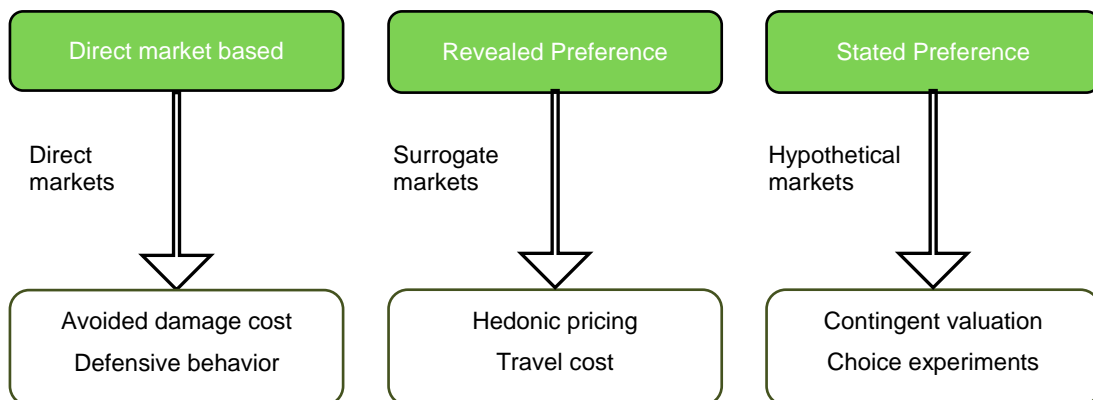 Direct market based
Revealed Preference
Stated Preference
Direct
markets
Surrogate
markets
Hypothetical
markets
Avoided damage cost
Defensive behavior
Hedonic pricing
Travel cost
Contingent valuation
Choice experiments